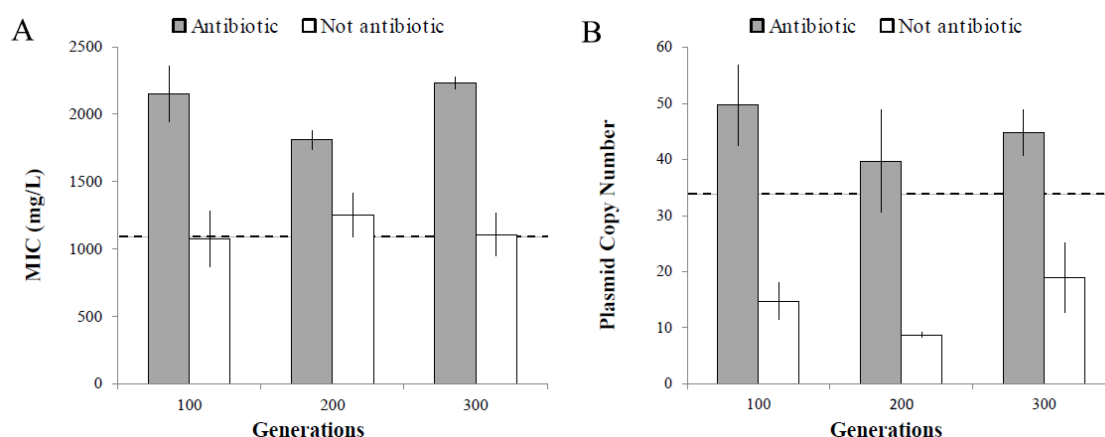 A
Antibiotic Not antibiotic
MIC (mg/L)
2500
2000
1500
1000
500
0
100 200 300
Generations
B
Antibiotic Not antibiotic
Plasmid Copy Number
60
50
40
30
20
10
0
100 200 300
Generations